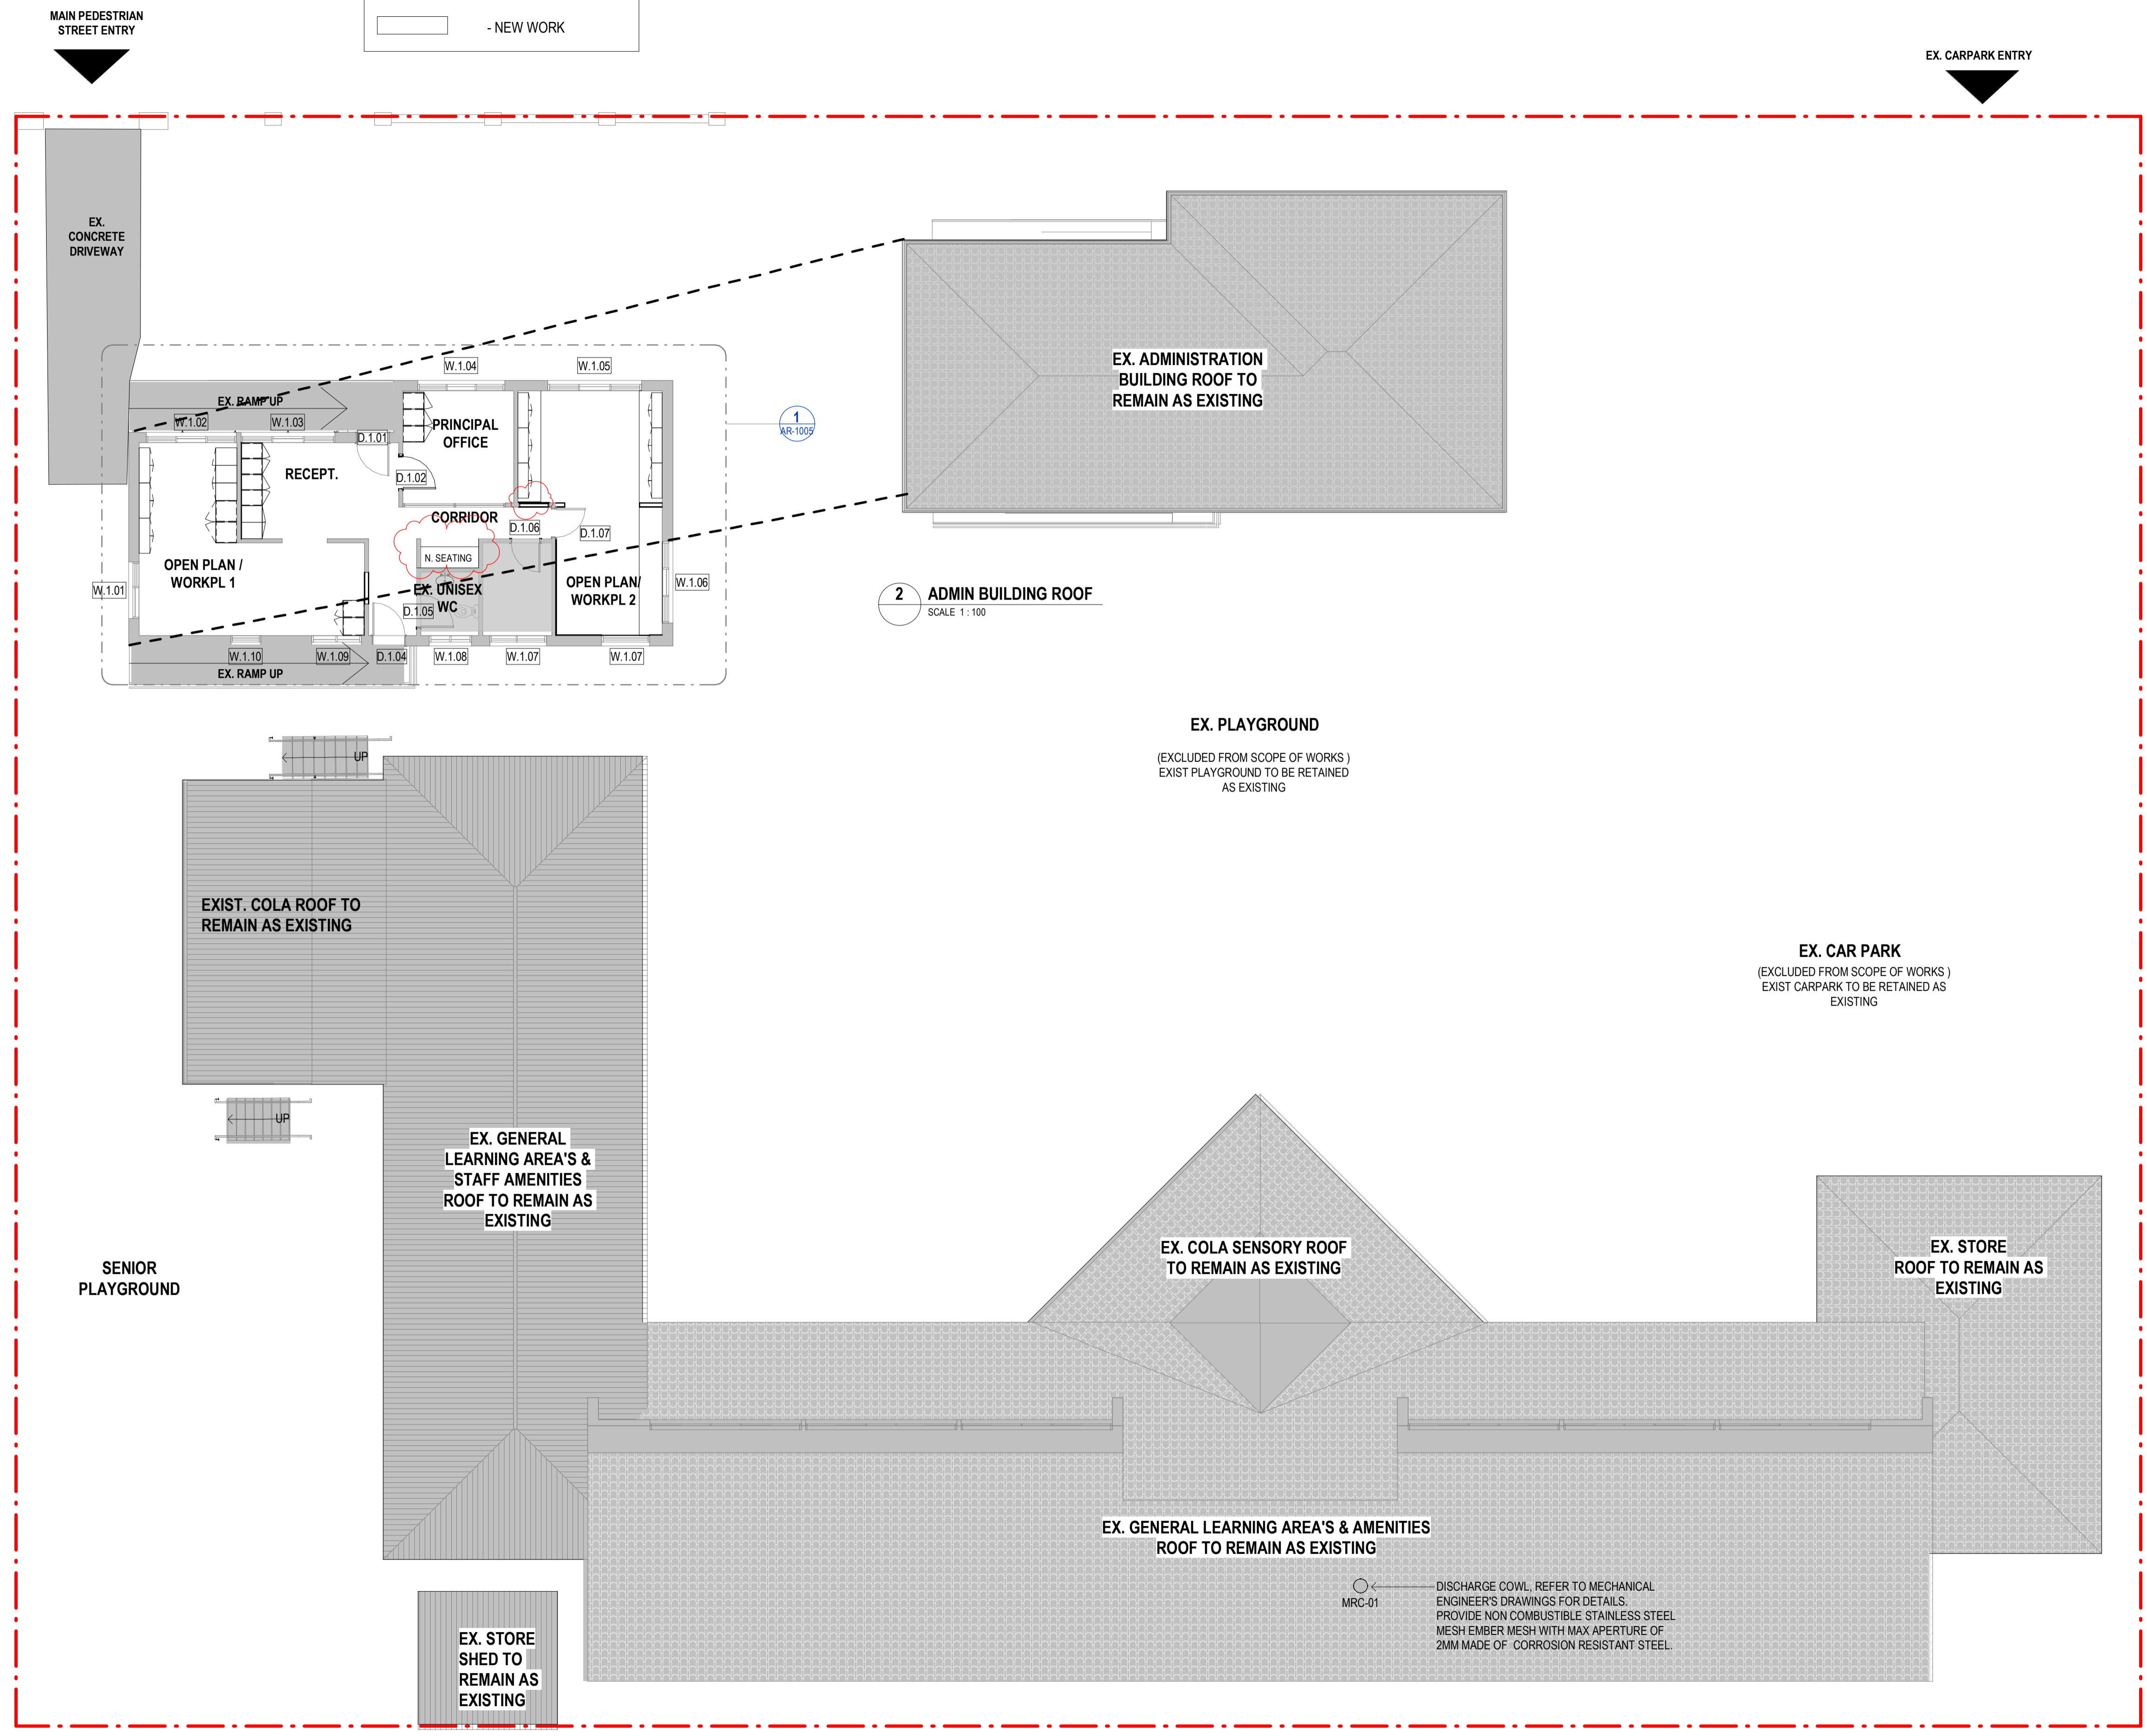 MAIN PEDESTRIAN
STREET ENTRY
- NEW WORK
EX. CARPARK ENTRY
EX.
CONCRETE
DRIVEWAY
W.1.04
W.1.05
EX. RAMP UP
W.1.02
W.1.03
D.1.01
PRINCIPAL
OFFICE
RECEPT.
D.1.02
CORRIDOR
D.1.06
D.1.07
N. SEATING
OPEN PLAN /
WORKPL 1
W.1.01
EX. UNISEX
WC
D.1.05
OPEN PLAN/
WORKPL 2
W.1.06
W.1.10
W.1.09
D.1.04
W.1.08
W.1.07
W.1.07
EX. RAMP UP
1
AR-1005
EX. ADMINISTRATION
BUILDING ROOF TO
REMAIN AS EXISTING
2
ADMIN BUILDING ROOF
SCALE 1 : 100
EX. PLAYGROUND
(EXCLUDED FROM SCOPE OF WORKS )
EXIST PLAYGROUND TO BE RETAINED
AS EXISTING
UP
EXIST. COLA ROOF TO
REMAIN AS EXISTING
EX. CAR PARK
(EXCLUDED FROM SCOPE OF WORKS )
EXIST CARPARK TO BE RETAINED AS
EXISTING
UP
EX. GENERAL
LEARNING AREA'S &
STAFF AMENITIES
ROOF TO REMAIN AS
EXISTING
SENIOR
PLAYGROUND
EX. COLA SENSORY ROOF
TO REMAIN AS EXISTING
EX. STORE
ROOF TO REMAIN AS
EXISTING
EX. GENERAL LEARNING AREA'S & AMENITIES
ROOF TO REMAIN AS EXISTING
MRC-01
DISCHARGE COWL, REFER TO MECHANICAL
ENGINEER'S DRAWINGS FOR DETAILS.
PROVIDE NON COMBUSTIBLE STAINLESS STEEL
MESH EMBER MESH WITH MAX APERTURE OF
2MM MADE OF CORROSION RESISTANT STEEL.
EX. STORE
SHED TO
REMAIN AS
EXISTING